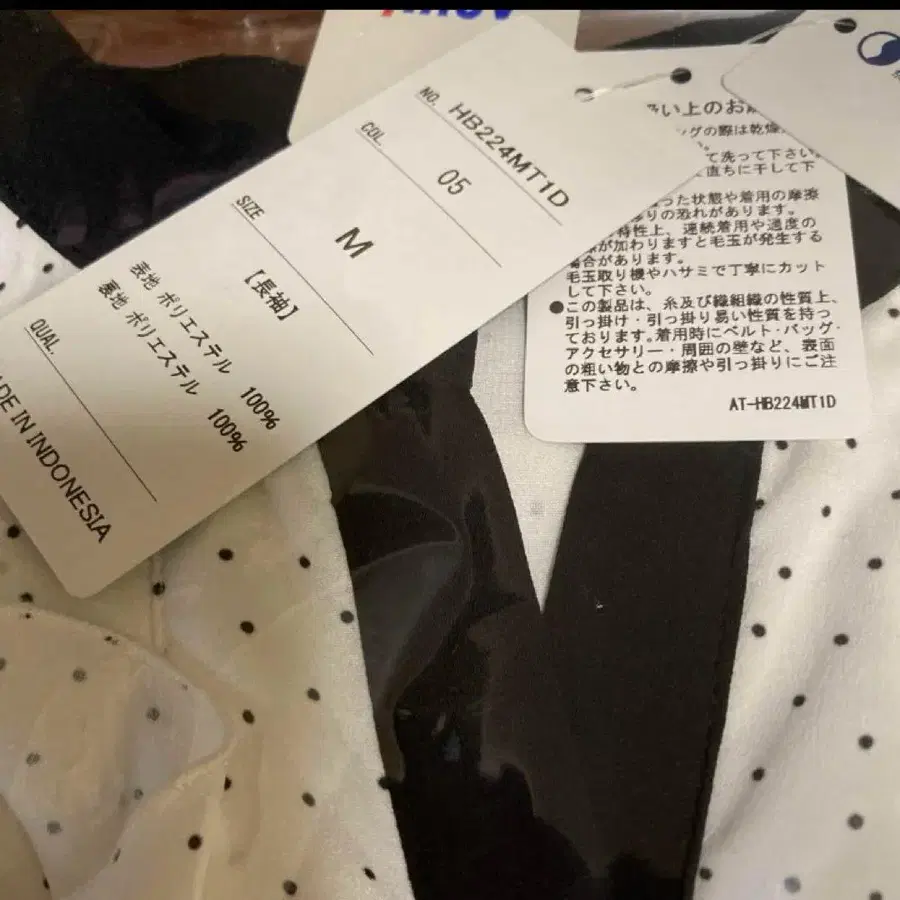 NO. HB224MT1D
COL. 05
SIZE M
【長袖】
表地 ポリエステル 100%
裏地 ポリエステル 100%
QUAL.
IN INDONESIA
い上のお
グの際は乾燥
て洗って下さい。
直ちに干して下
った状態や着用の摩擦
りの恐れがあります。
特性上、連続着用や過度の
が加わりますと毛玉が発生する
場合があります。
毛玉取り機やハサミで丁寧にカット
して下さい。
●この製品は、糸及び織組織の性質上、
引っ掛け・引っ掛り易い性質を持っ
ております。着用時にベルト・バッグ・
アクセサリー・周囲の壁など、表面
の粗い物との摩擦や引っ掛りにご注
意下さい。
AT-HB224MT1D